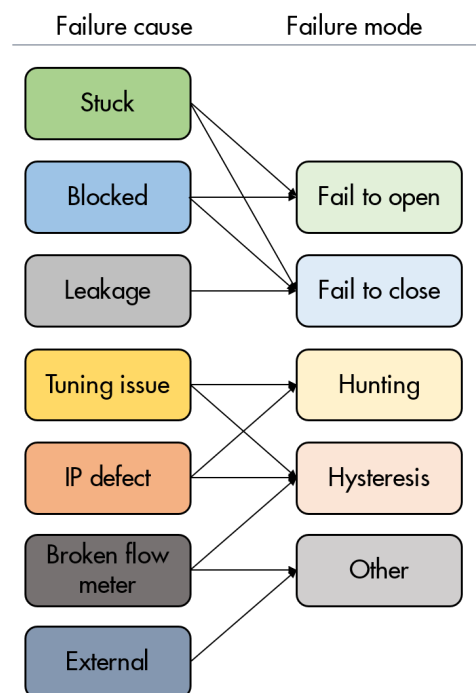 Failure cause
Failure mode
Stuck
Blocked
Fail to open
Leakage
Fail to close
Tuning issue
Hunting
IP defect
Hysteresis
Broken flow
meter
Other
External